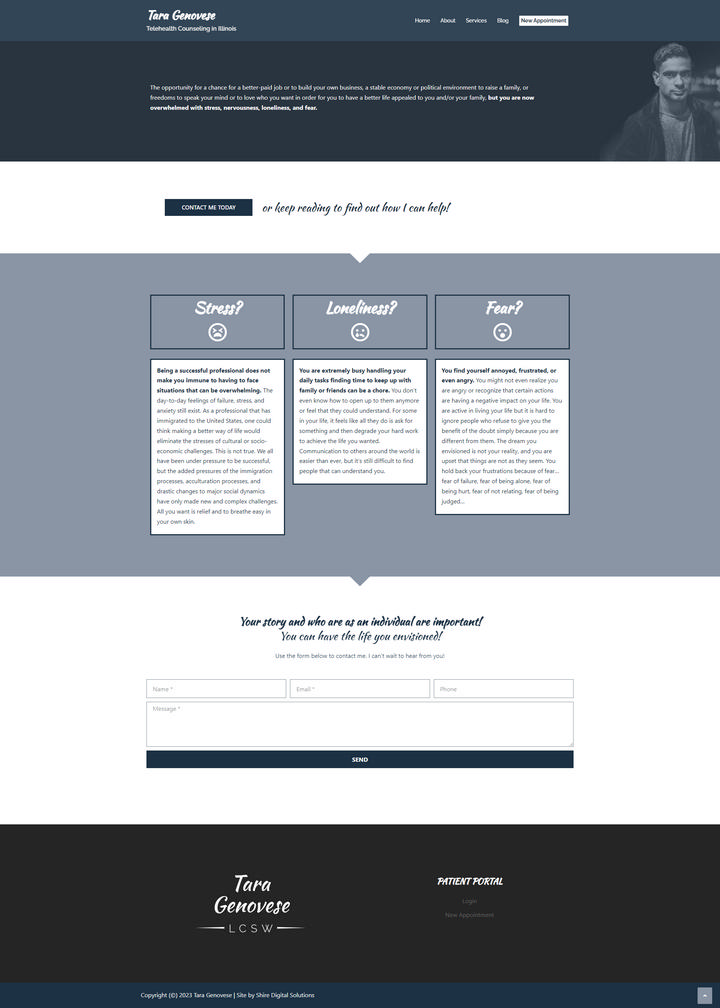 Tara Genovese
Telehealth Counseling in Illinois
Home About Services Blog New Appointment
The opportunity for a chance for a better-paid job or to build your own business, a stable economy or political environment to raise a family, or
freedoms to speak your mind or to love who you want in order for you to have a better life appealed to you and/or your family, but you are now
overwhelmed with stress, nervousness, loneliness, and fear.
CONTACT ME TODAY or keep reading to find out how I can help!
Stress?
Being a successful professional does not
make you immune to having to face
situations that can be overwhelming. The
day-to-day feelings of failure, stress, and
anxiety still exist. As a professional that has
immigrated to the United States, one could
think making a better way of life would
eliminate the stresses of cultural or socio-
economic challenges. This is not true. We all
have been under pressure to be successful,
but the added pressures of the immigration
processes, acculturation processes, and
drastic changes to major social dynamics
have only made new and complex challenges.
All you want is relief and to breathe easy in
your own skin.
Loneliness?
You are extremely busy handling your
daily tasks finding time to keep up with
family or friends can be a chore. You don't
even know how to open up to them anymore
or feel that they could understand. For some
in your life, it feels like all they do is ask for
something and then degrade your hard work
to achieve the life you wanted.
Communication to others around the world is
easier than ever, but it's still difficult to find
people that can understand you.
Fear?
You find yourself annoyed, frustrated, or
even angry. You might not even realize you
are angry or recognize that certain actions
are having a negative impact on your life. You
are active in living your life but it is hard to
ignore people who refuse to give you the
benefit of the doubt simply because you are
different from them. The dream you
envisioned is not your reality, and you are
upset that things are not as they seem. You
hold back your frustrations because of fear...
fear of failure, fear of being alone, fear of
being hurt, fear of not relating, fear of being
judged...
Your story and who are as an individual are important!
You can have the life you envisioned!
Use the form below to contact me. I can't wait to hear from you!
Name * Email * Phone
Message *
SEND
Tara
Genovese
LCSW
PATIENT PORTAL
Login
New Appointment
Copyright (©) 2023 Tara Genovese | Site by Shire Digital Solutions